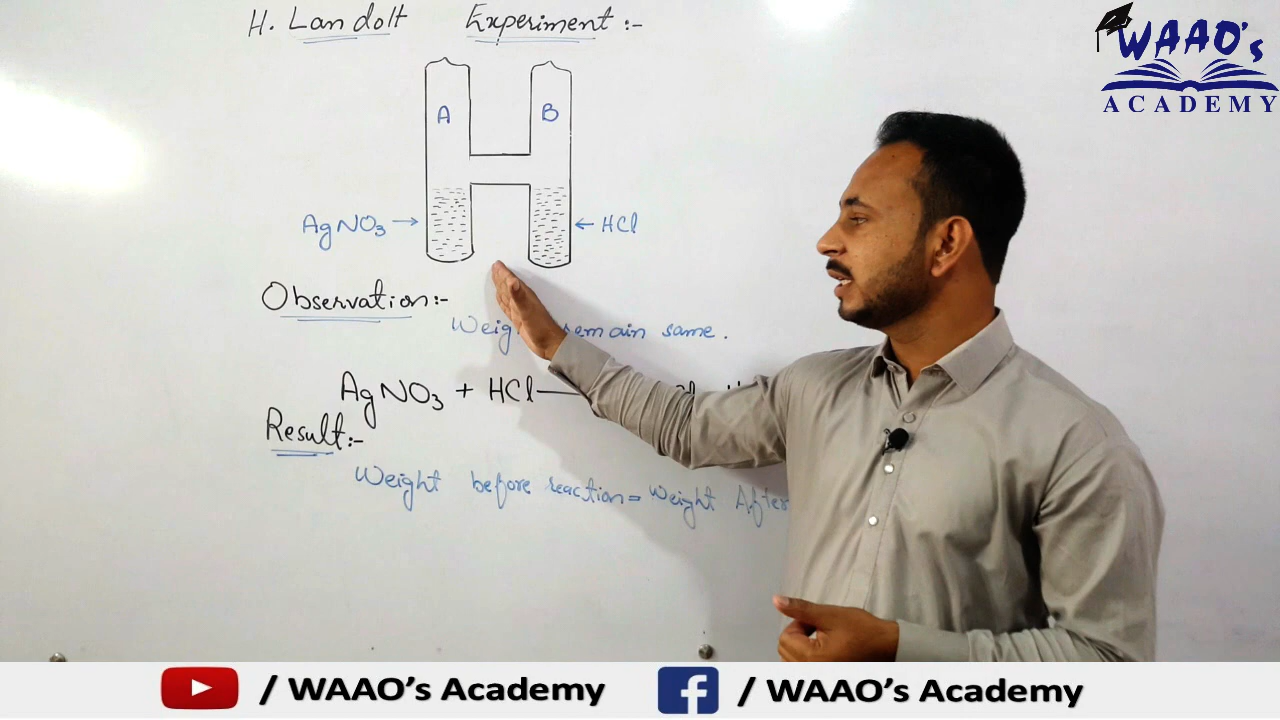 H. Landolt Experiment :-
WAAO's
ACADEMY
A
B
AgNO3 →
← HCl
Observation:-
remain same.
AgNO3 + HCl
Result:-
Weight before reaction = Weight After
/ WAAO's Academy
/ WAAO's Academy